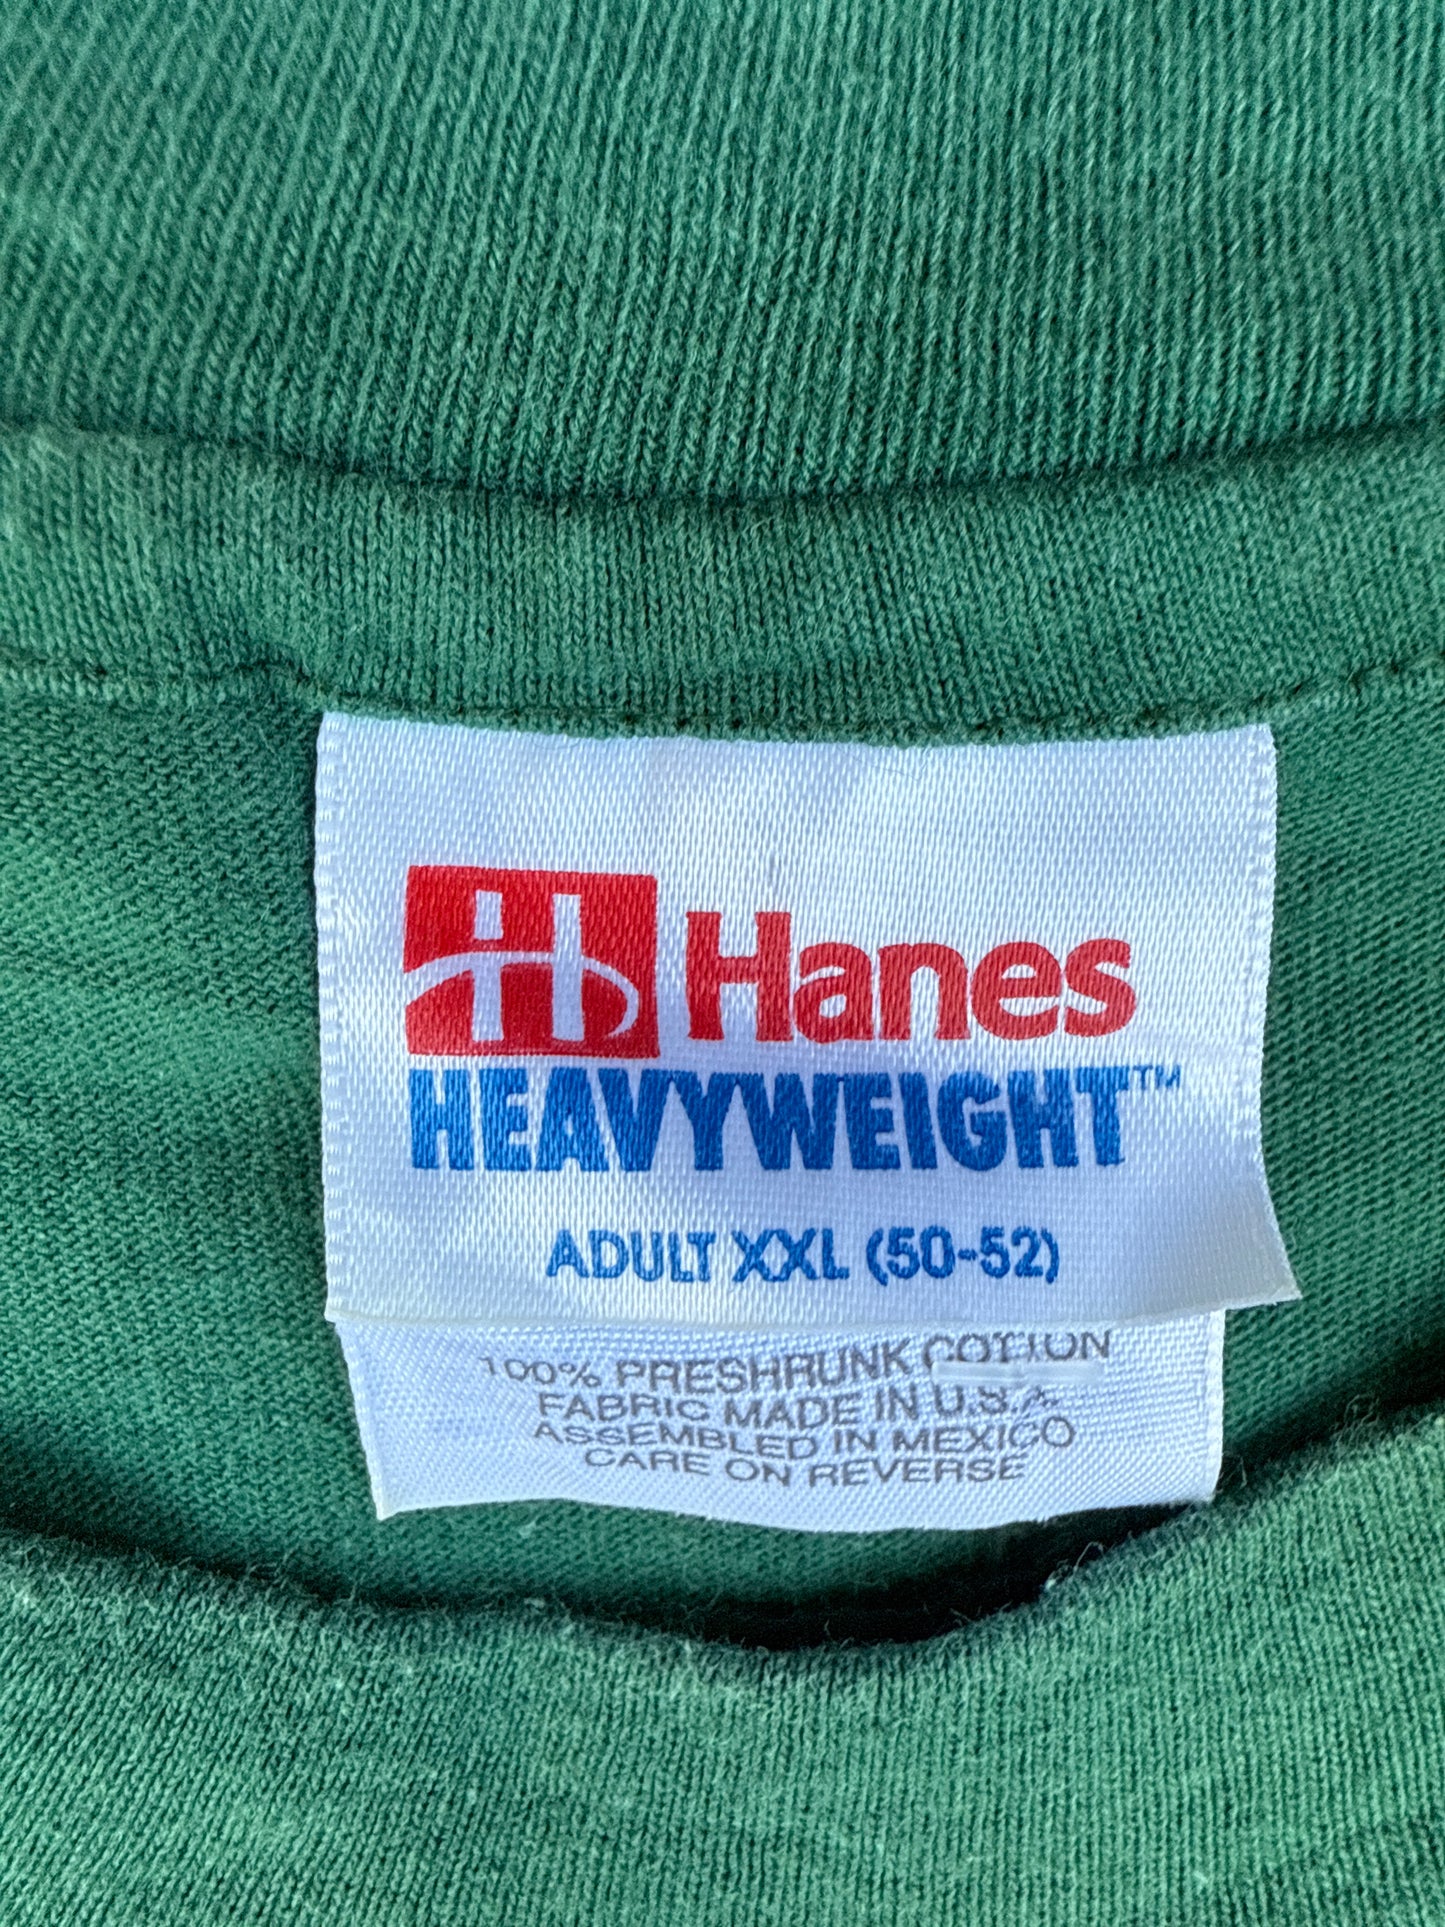 H Hanes
HEAVYWEIGHT™
ADULT XXL (50-52)
100% PRESHRUNK COTTON
FABRIC MADE IN U.S.A.
ASSEMBLED IN MEXICO
CARE ON REVERSE